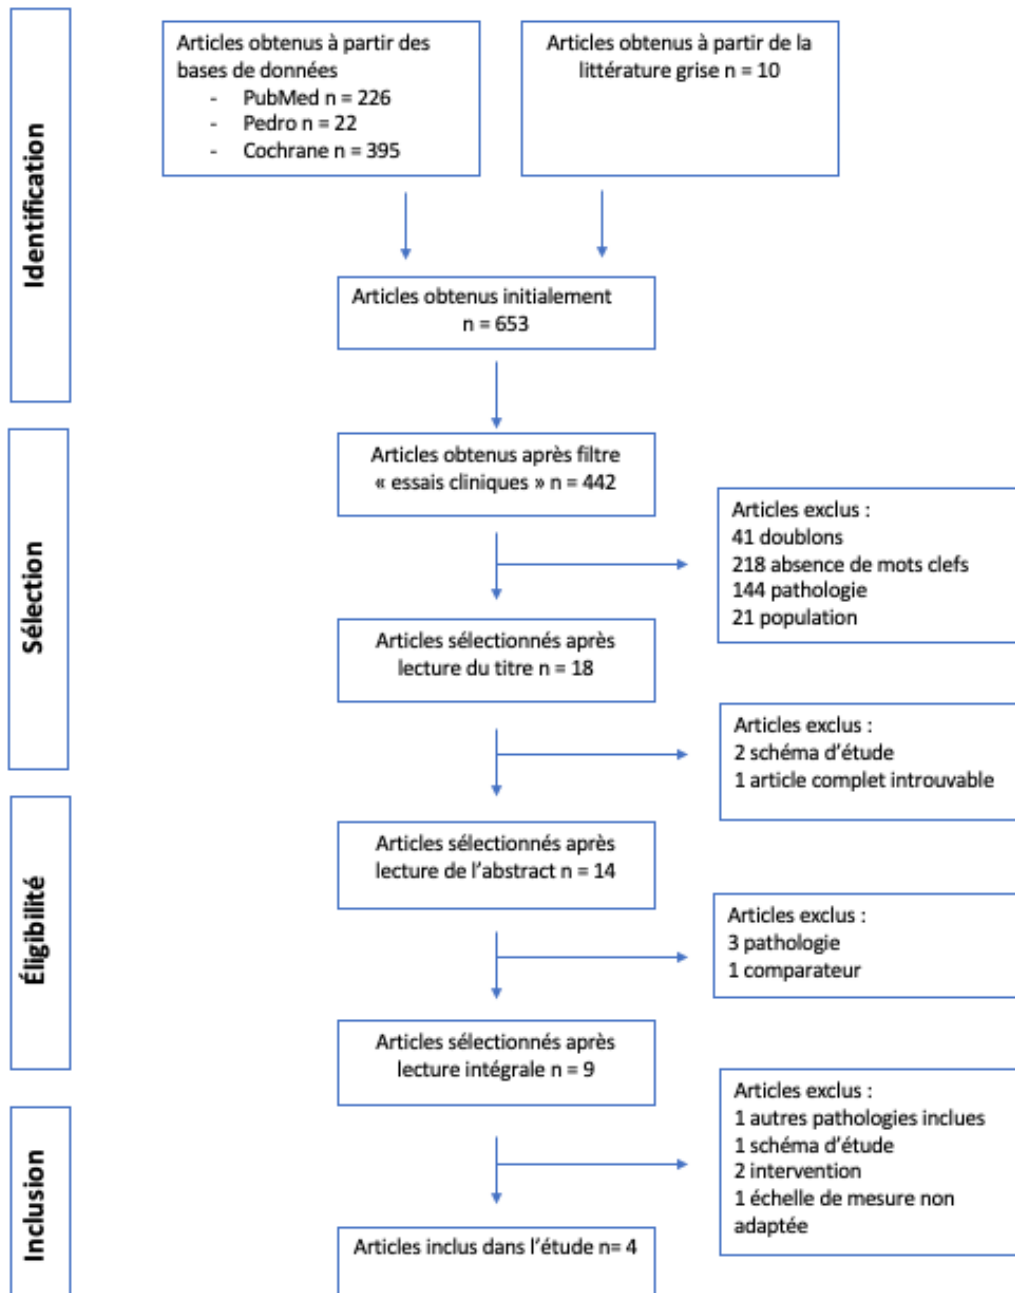 Identification
Articles obtenus à partir des
bases de données
- PubMed n = 226
- Pedro n = 22
- Cochrane n = 395
Articles obtenus à partir de la
littérature grise n = 10
Articles obtenus initialement
n = 653
Sélection
Articles obtenus après filtre
« essais cliniques » n = 442
Articles exclus :
41 doublons
218 absence de mots clefs
144 pathologie
21 population
Articles sélectionnés après
lecture du titre n = 18
Articles exclus :
2 schéma d'étude
1 article complet introuvable
Éligibilité
Articles sélectionnés après
lecture de l'abstract n = 14
Articles exclus :
3 pathologie
1 comparateur
Articles sélectionnés après
lecture intégrale n = 9
Inclusion
Articles exclus :
1 autres pathologies inclues
1 schéma d'étude
2 intervention
1 échelle de mesure non
adaptée
Articles inclus dans l'étude n= 4